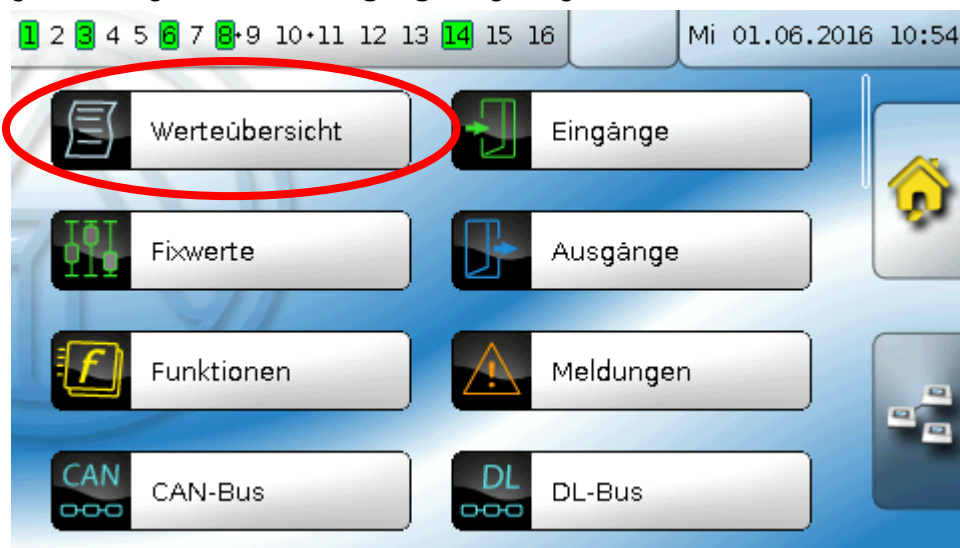 1 2 3 4 5 6 7 8•9 10•11 12 13 14 15 16 Mi 01.06.2016 10:54
Werteübersicht Eingänge
Fixwerte Ausgänge
f Funktionen Meldungen
CAN CAN-Bus DL DL-Bus